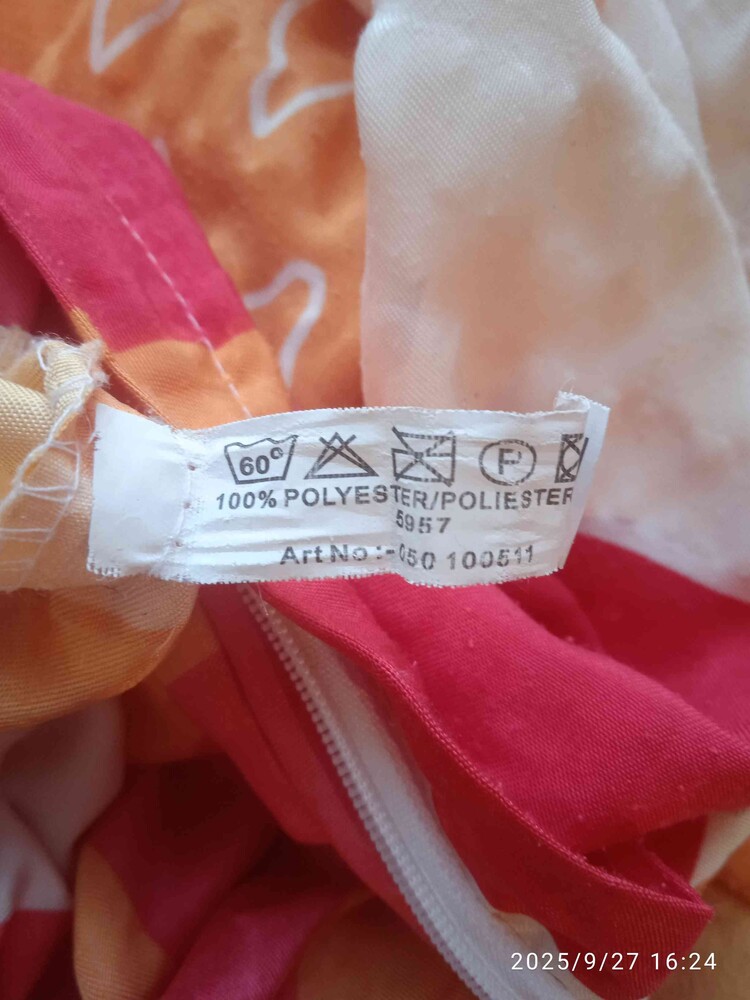 60°
P
100% POLYESTER/POLIESTER
5957
Art No :-050 100511
2025/9/27 16:24